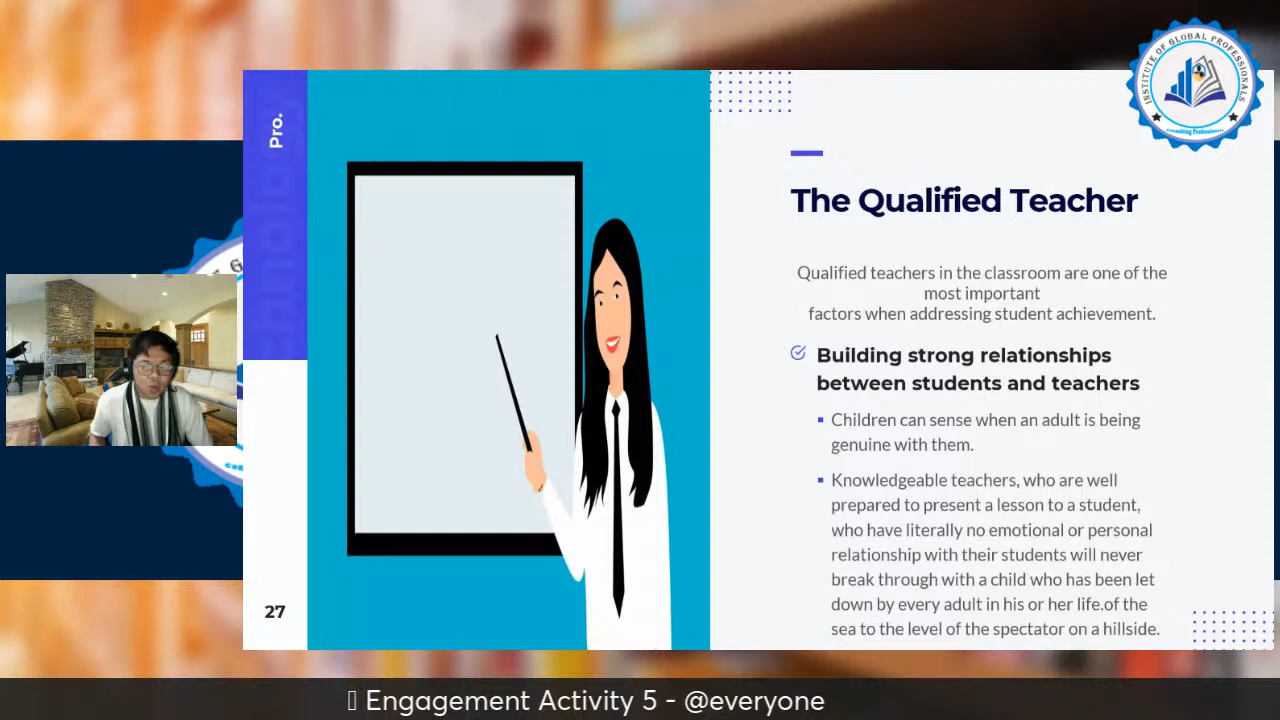 Pro.
INSTITUTE OF GLOBAL PROFESSIONALS
Consulting Professionals
The Qualified Teacher
Qualified teachers in the classroom are one of the
most important
factors when addressing student achievement.
Building strong relationships
between students and teachers
Children can sense when an adult is being
genuine with them.
Knowledgeable teachers, who are well
prepared to present a lesson to a student,
who have literally no emotional or personal
relationship with their students will never
break through with a child who has been let
down by every adult in his or her life.of the
sea to the level of the spectator on a hillside.
27
Engagement Activity 5 - @everyone